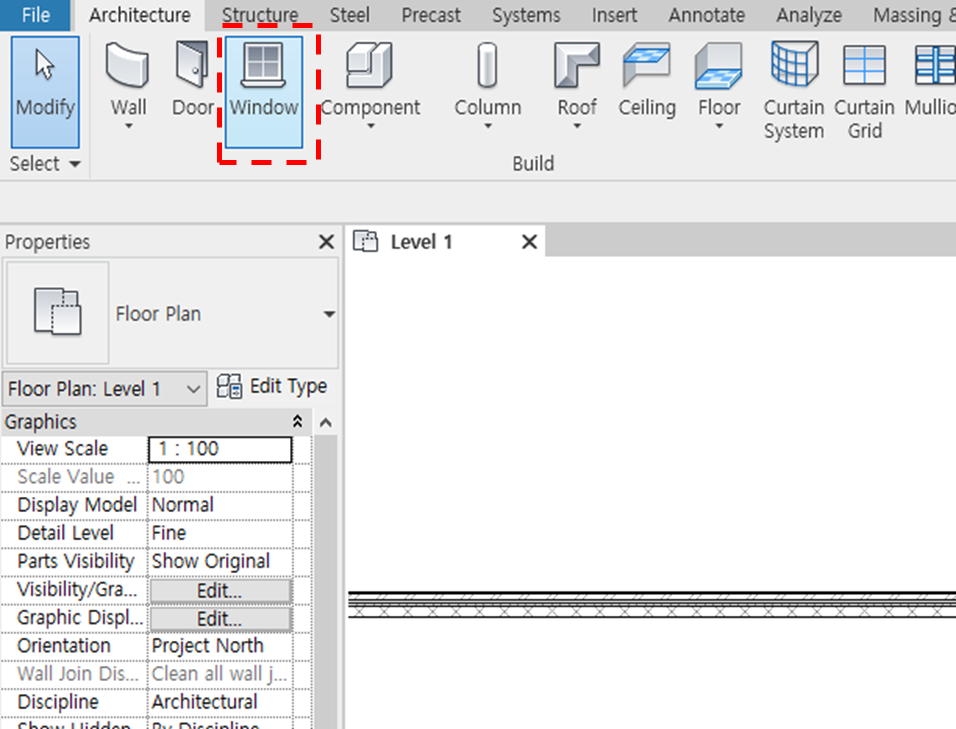 File Architecture Structure Steel Precast Systems Insert Annotate Analyze Massing &
Modify Wall Door Window Component Column Roof Ceiling Floor Curtain System Curtain Grid
Select Build
Properties Level 1
Floor Plan
Floor Plan: Level 1 Edit Type
Graphics
View Scale 1 : 100
Scale Value ... 100
Display Model Normal
Detail Level Fine
Parts Visibility Show Original
Visibility/Gra... Edit...
Graphic Displ... Edit...
Orientation Project North
Wall Join Dis... Clean all wall j...
Discipline Architectural
Show Hidden By Discipline